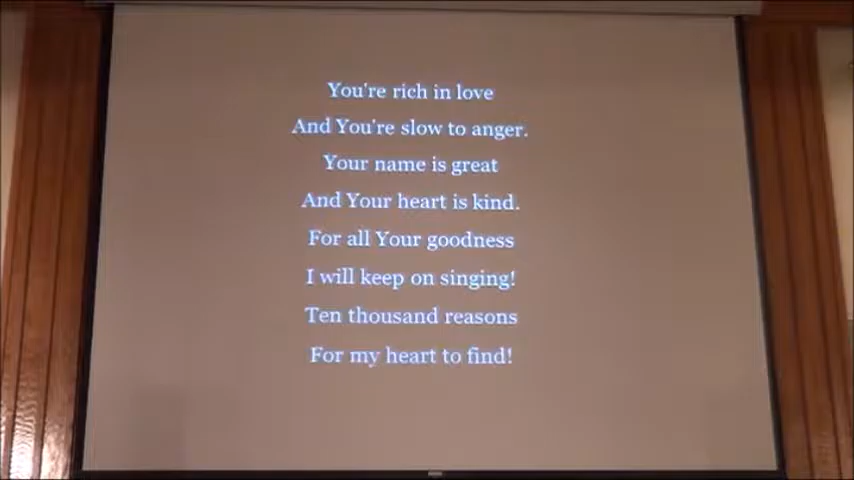 You're rich in love
And You're slow to anger.
Your name is great
And Your heart is kind.
For all Your goodness
I will keep on singing!
Ten thousand reasons
For my heart to find!